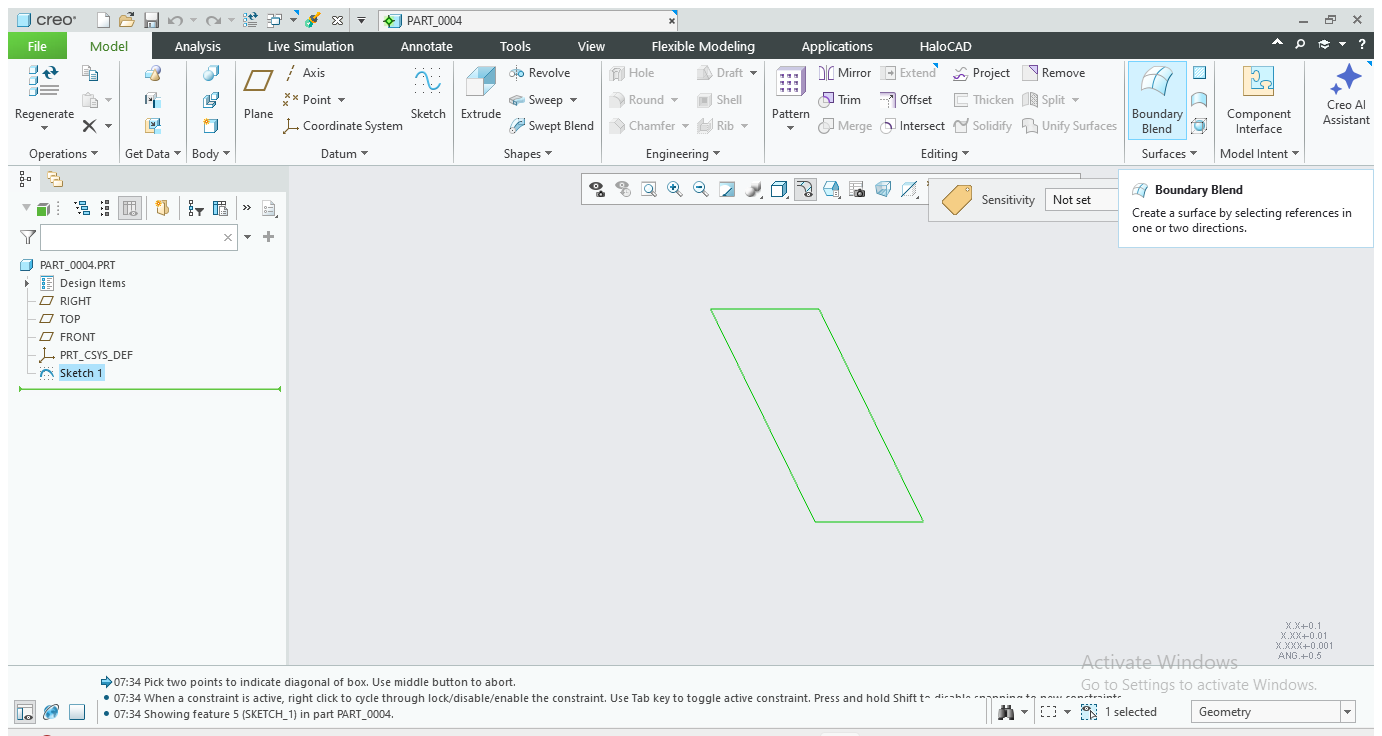 creo®
PART_0004
File Model Analysis Live Simulation Annotate Tools View Flexible Modeling Applications HaloCAD
Regenerate
Plane
Axis
Point
Coordinate System
Sketch
Extrude
Revolve
Sweep
Swept Blend
Hole
Round
Chamfer
Draft
Shell
Rib
Pattern
Mirror
Trim
Merge
Extend
Offset
Intersect
Project
Thicken
Solidify
Remove
Split
Unify Surfaces
Boundary
Blend
Component
Interface
Creo AI
Assistant
Operations Get Data Body Datum Shapes Engineering Editing Surfaces Model Intent
Sensitivity Not set
Boundary Blend
Create a surface by selecting references in
one or two directions.
PART_0004.PRT
Design Items
RIGHT
TOP
FRONT
PRT_CSYS_DEF
Sketch 1
X.X+-0.1
X.XX+-0.01
X.XXX+-0.001
ANG.+-0.5
Activate Windows
Go to Settings to activate Windows.
07:34 Pick two points to indicate diagonal of box. Use middle button to abort.
• 07:34 When a constraint is active, right click to cycle through lock/disable/enable the constraint. Use Tab key to toggle active constraint. Press and hold Shift to disable snapping to new constraints.
• 07:34 Showing feature 5 (SKETCH_1) in part PART_0004.
1 selected
Geometry